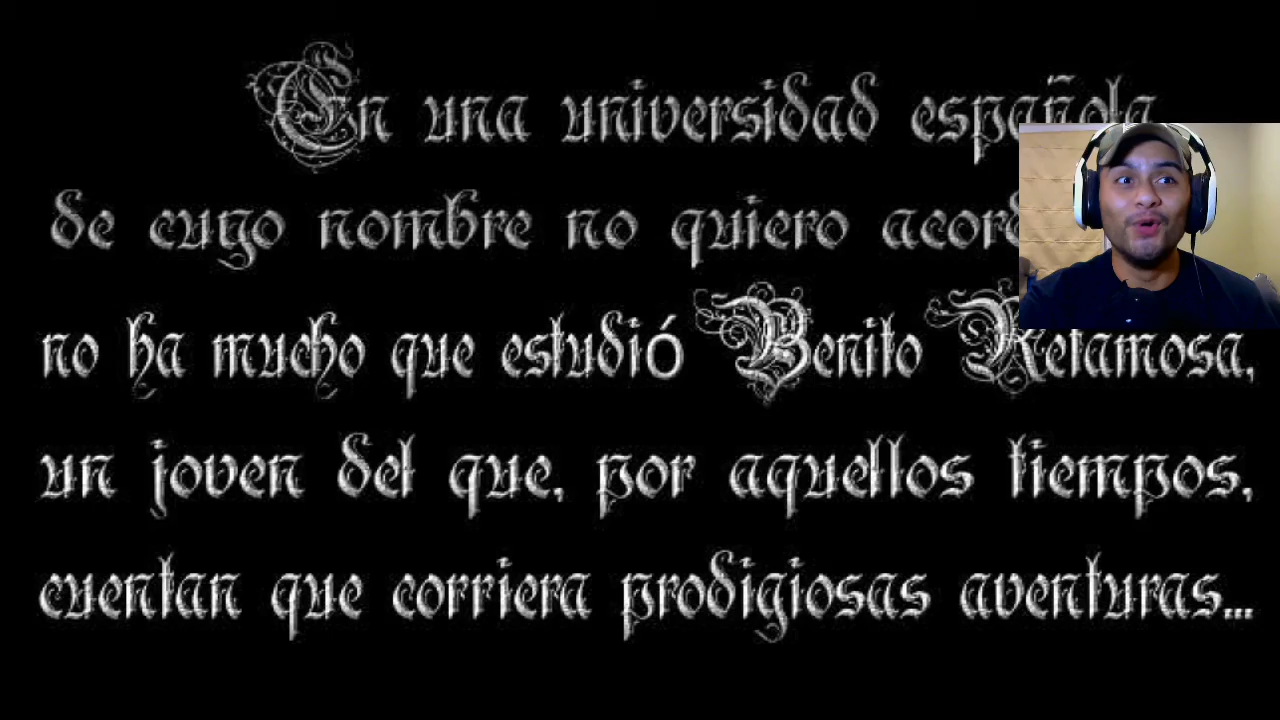 En una universidad española
de cuyo nombre no quiero
no ha mucho que estudió Benito Retamosa,
un joven del que, por aquellos tiempos,
cuentan que corriera prodigiosas aventuras...